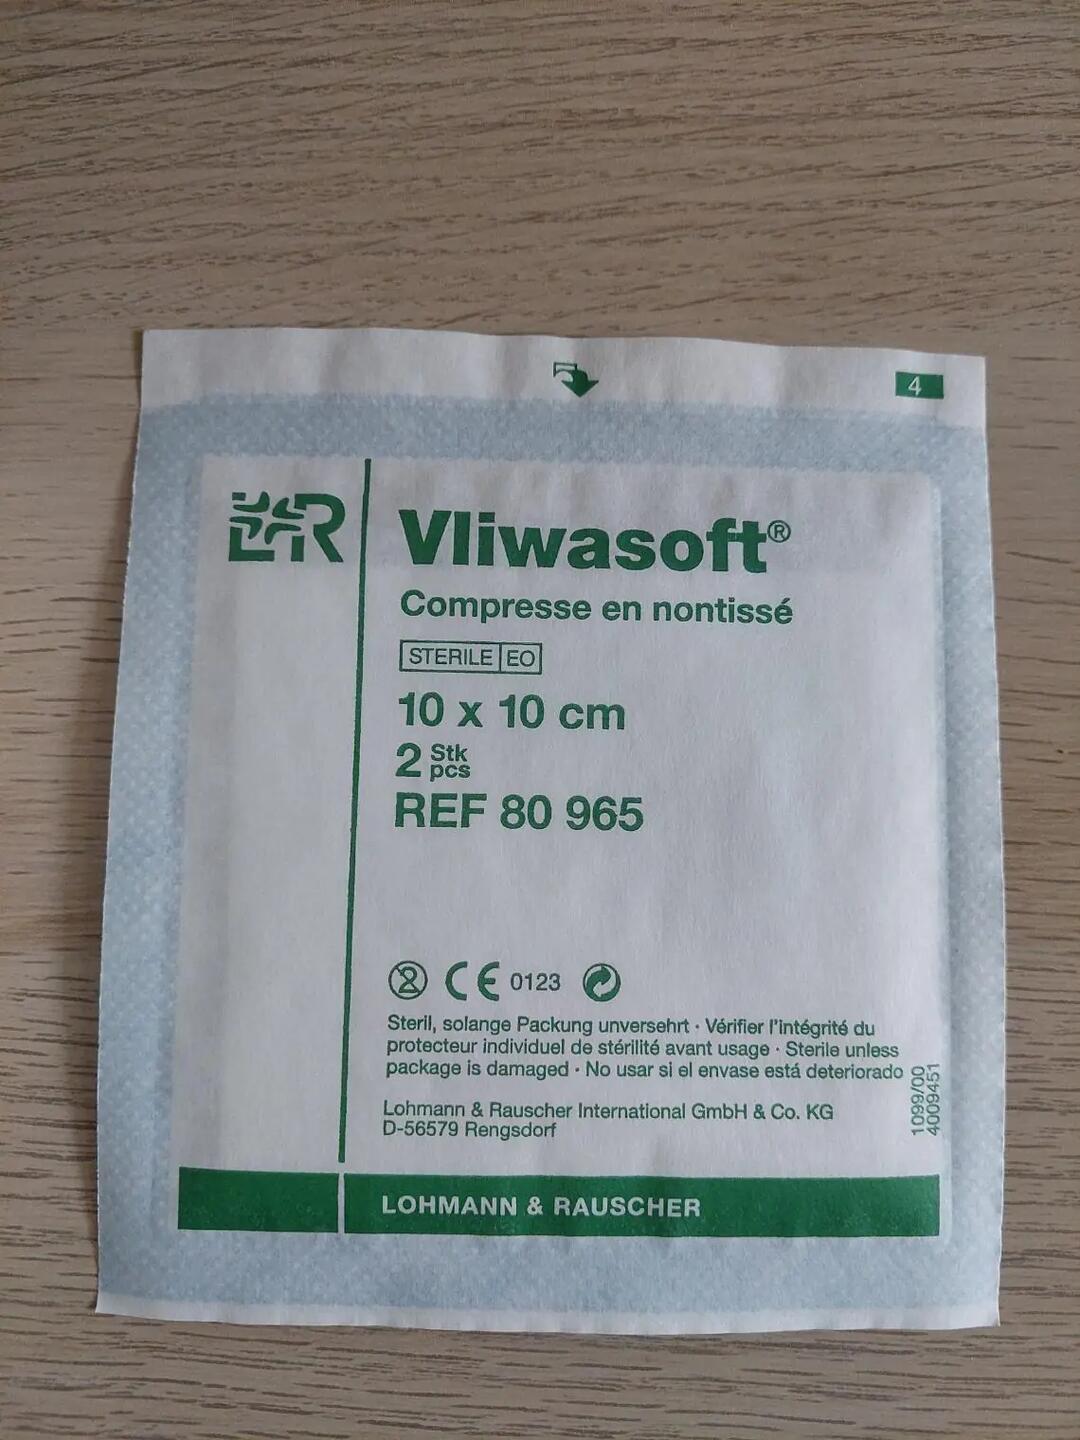 4
L&R
Vliwasoft®
Compresse en nontissé
STERILE EO
10 x 10 cm
2 Stk
pcs
REF 80 965
2
CE 0123
Steril, solange Packung unversehrt · Vérifier l'intégrité du
protecteur individuel de stérilité avant usage · Sterile unless
package is damaged · No usar si el envase está deteriorado
Lohmann & Rauscher International GmbH & Co. KG
D-56579 Rengsdorf
1099/00
4009451
LOHMANN & RAUSCHER